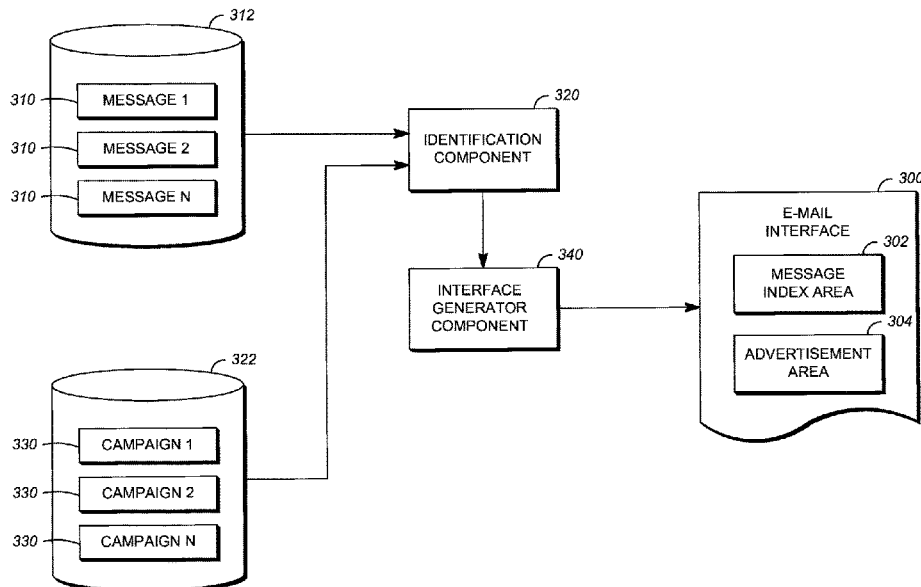 312
310
MESSAGE 1
310
MESSAGE 2
310
MESSAGE N
320
IDENTIFICATION
COMPONENT
340
INTERFACE
GENERATOR
COMPONENT
300
E-MAIL
INTERFACE
302
MESSAGE
INDEX AREA
304
ADVERTISEMENT
AREA
322
330
CAMPAIGN 1
330
CAMPAIGN 2
330
CAMPAIGN N